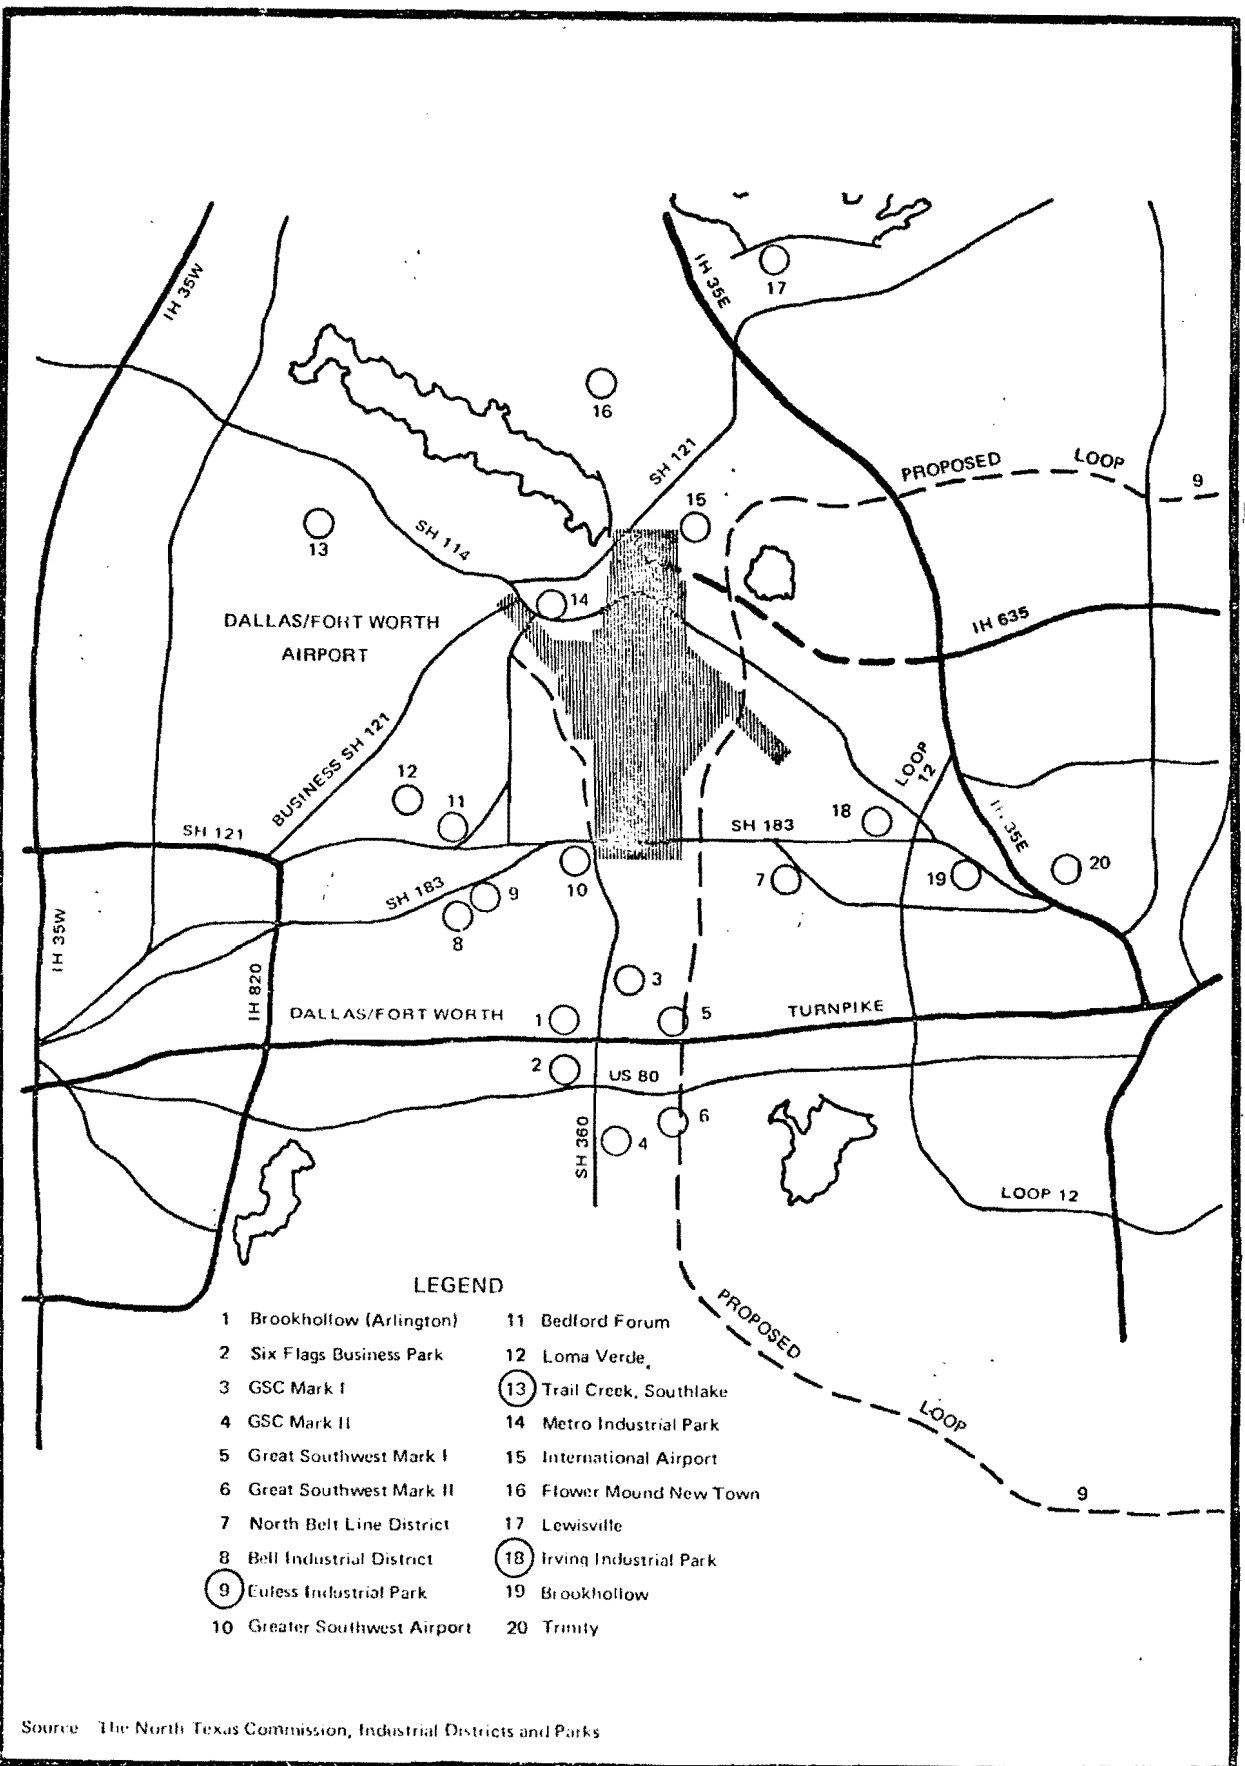 IH 35W
IH 35E
17
16
SH 121
PROPOSED LOOP 9
15
13
SH 114
14
DALLAS/FORT WORTH
AIRPORT
IH 635
BUSINESS SH 121
LOOP
12
12
11
18
SH 183
IH 35E
SH 121
SH 183
10
7
19
20
9
8
IH 35W
IH 820
3
DALLAS/FORT WORTH TURNPIKE
1
5
2
US 80
6
4
SH 360
LOOP 12
LEGEND
1 Brookhollow (Arlington) 11 Bedford Forum
2 Six Flags Business Park 12 Loma Verde
3 GSC Mark I 13 Trail Creek, Southlake
4 GSC Mark II 14 Metro Industrial Park
5 Great Southwest Mark I 15 International Airport
6 Great Southwest Mark II 16 Flower Mound New Town
7 North Belt Line District 17 Lewisville
8 Bell Industrial District 18 Irving Industrial Park
9 Euless Industrial Park 19 Brookhollow
10 Greater Southwest Airport 20 Trinity
PROPOSED
LOOP
9
Source The North Texas Commission, Industrial Districts and Parks